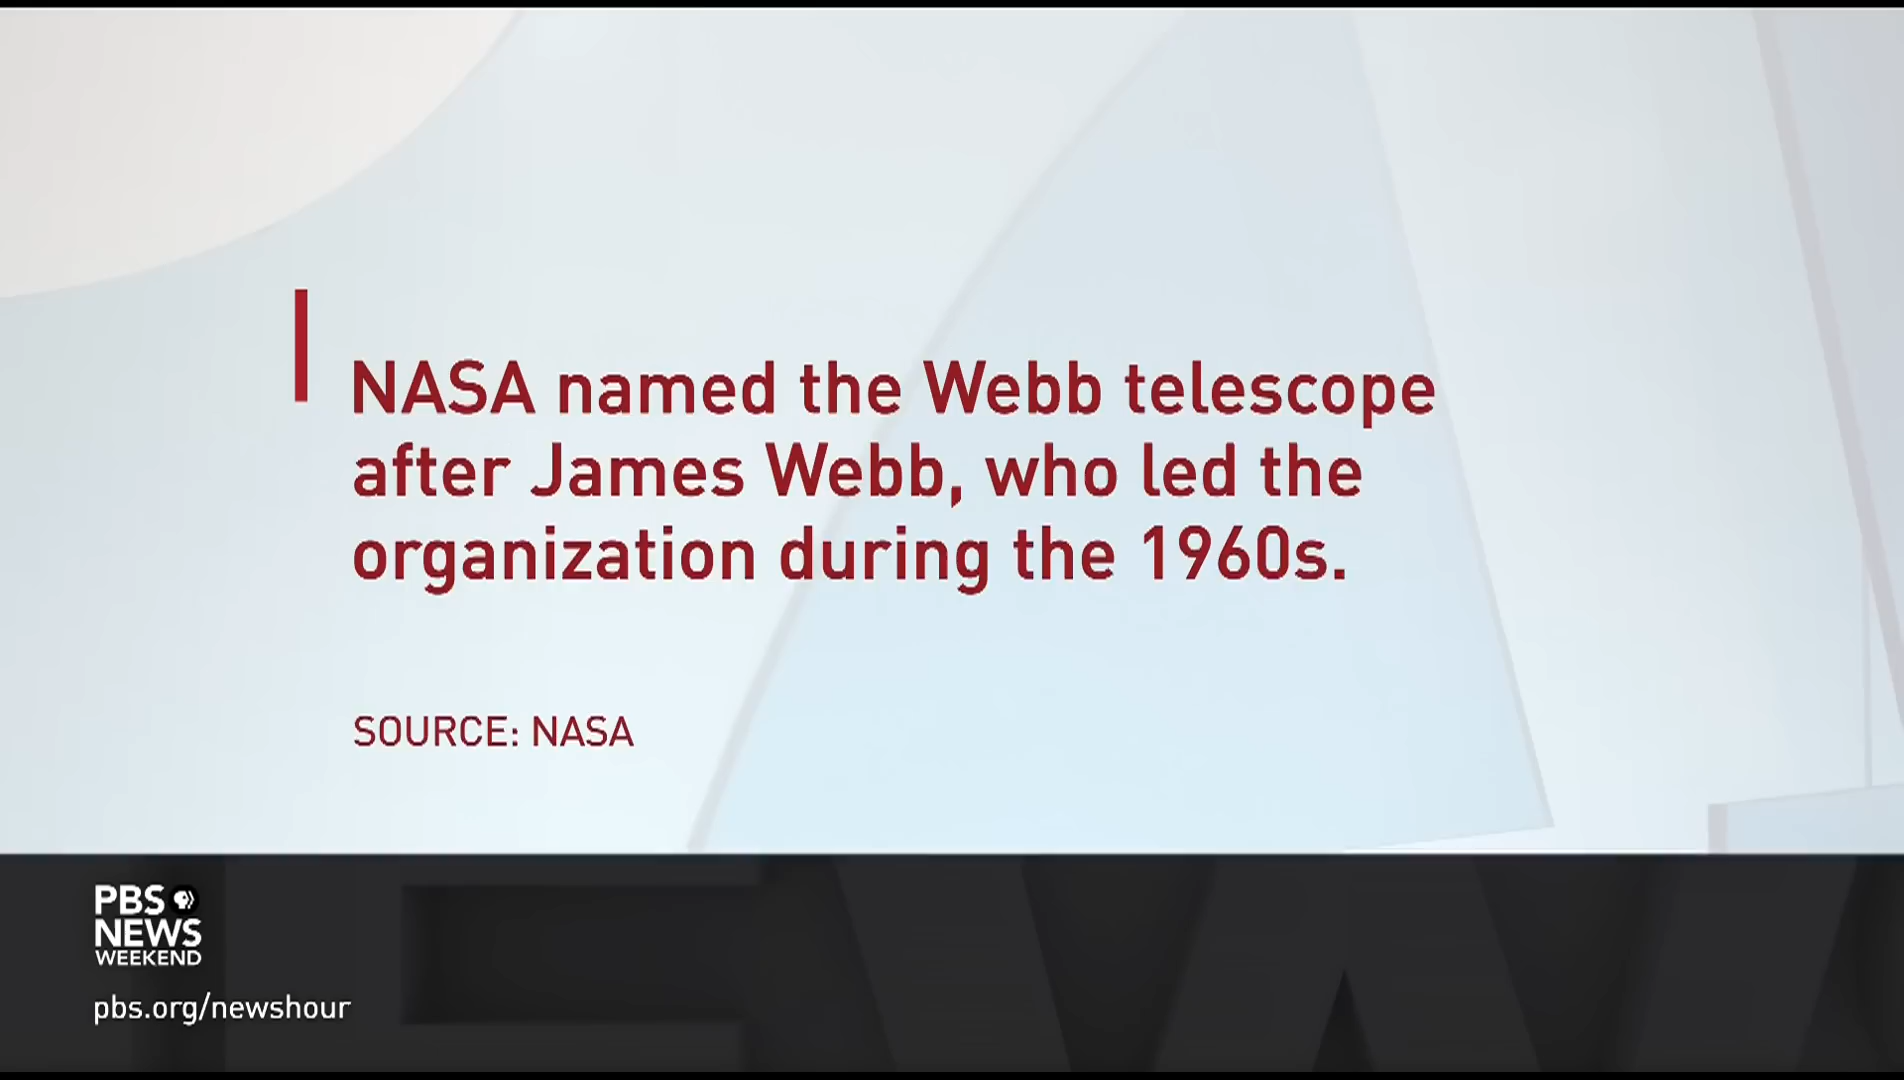 NASA named the Webb telescope
after James Webb, who led the
organization during the 1960s.
SOURCE: NASA
PBS
NEWS
WEEKEND
pbs.org/newshour